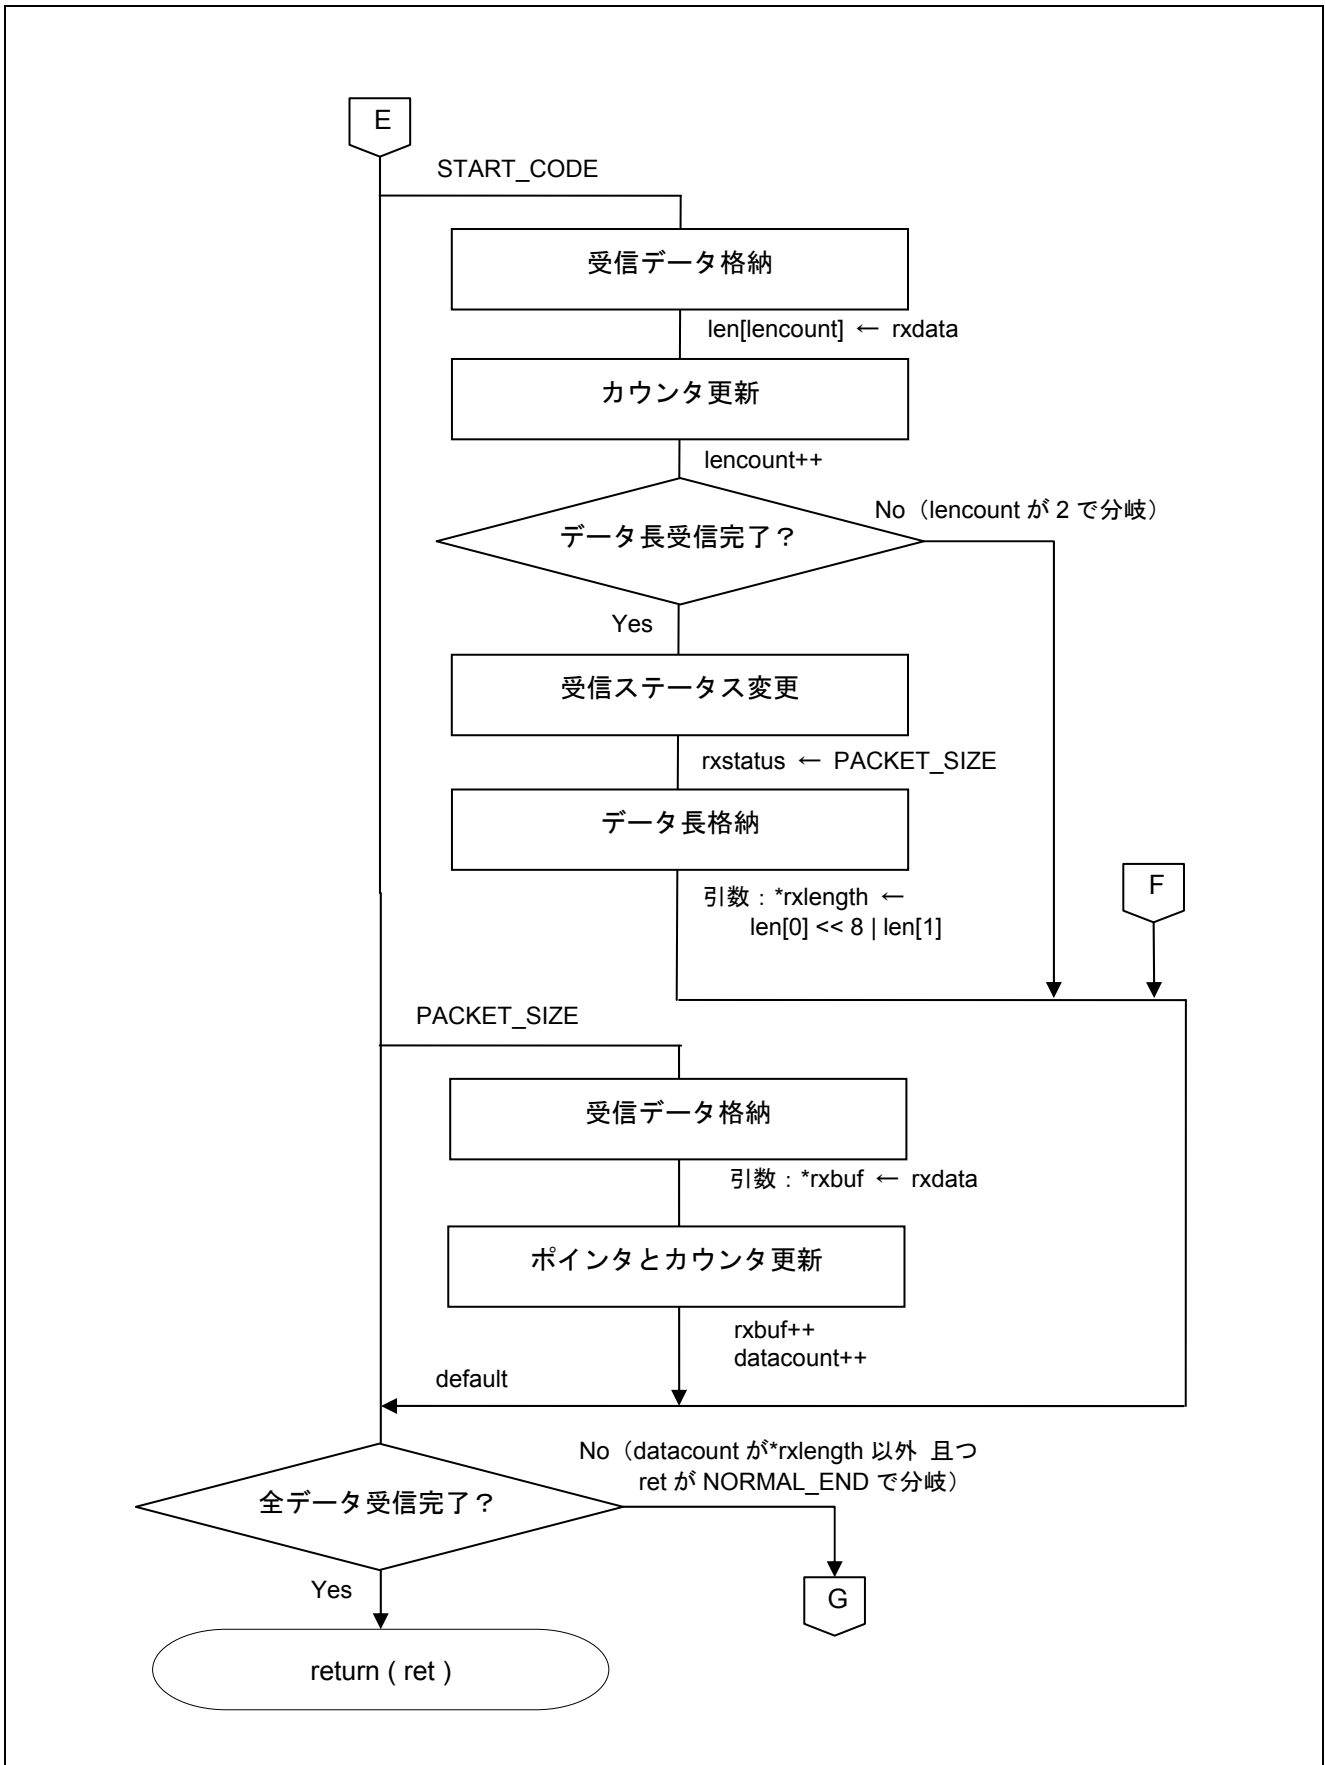 E
START_CODE
受信データ格納
len[lencount] ← rxdata
カウンタ更新
lencount++
No（lencount が 2 で分岐）
データ長受信完了？
Yes
受信ステータス変更
rxstatus ← PACKET_SIZE
データ長格納
引数：*rxlength ←
len[0] << 8 | len[1]
F
PACKET_SIZE
受信データ格納
引数：*rxbuf ← rxdata
ポインタとカウンタ更新
rxbuf++
datacount++
default
No（datacount が*rxlength 以外 且つ
ret が NORMAL_END で分岐）
全データ受信完了？
Yes
G
return ( ret )